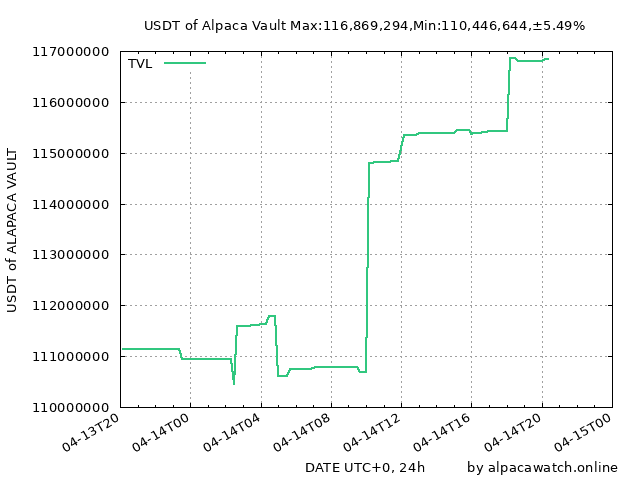 USDT of Alpaca Vault Max:116,869,294,Min:110,446,644,±5.49%
TVL
117000000
116000000
115000000
114000000
113000000
112000000
111000000
110000000
USDT of ALAPACA VAULT
04-13T20
04-14T00
04-14T04
04-14T08
04-14T12
04-14T16
04-14T20
04-15T00
DATE UTC+0, 24h
by alpacawatch.online